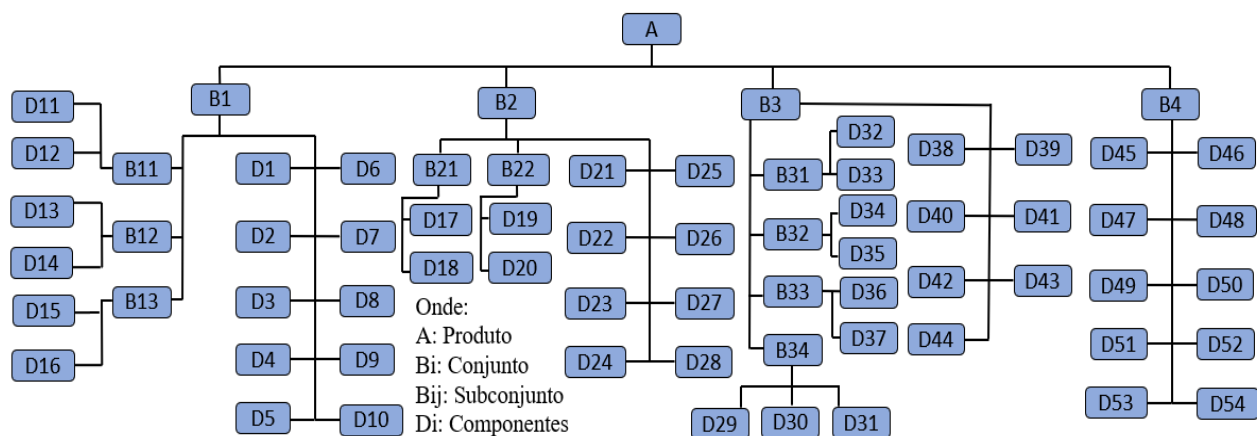 A
B1 B2 B3 B4
D11
D12
B11
D13
D14
B12
D15
D16
B13
D1 D6
D2 D7
D3 D8
D4 D9
D5 D10
B21 B22
D17 D19
D18 D20
D21 D25
D22 D26
D23 D27
D24 D28
Onde:
A: Produto
Bi: Conjunto
Bij: Subconjunto
Di: Componentes
B31
D32
D33
B32
D34
D35
B33
D36
D37
B34
D29 D30 D31
D38 D39
D40 D41
D42 D43
D44
D45 D46
D47 D48
D49 D50
D51 D52
D53 D54